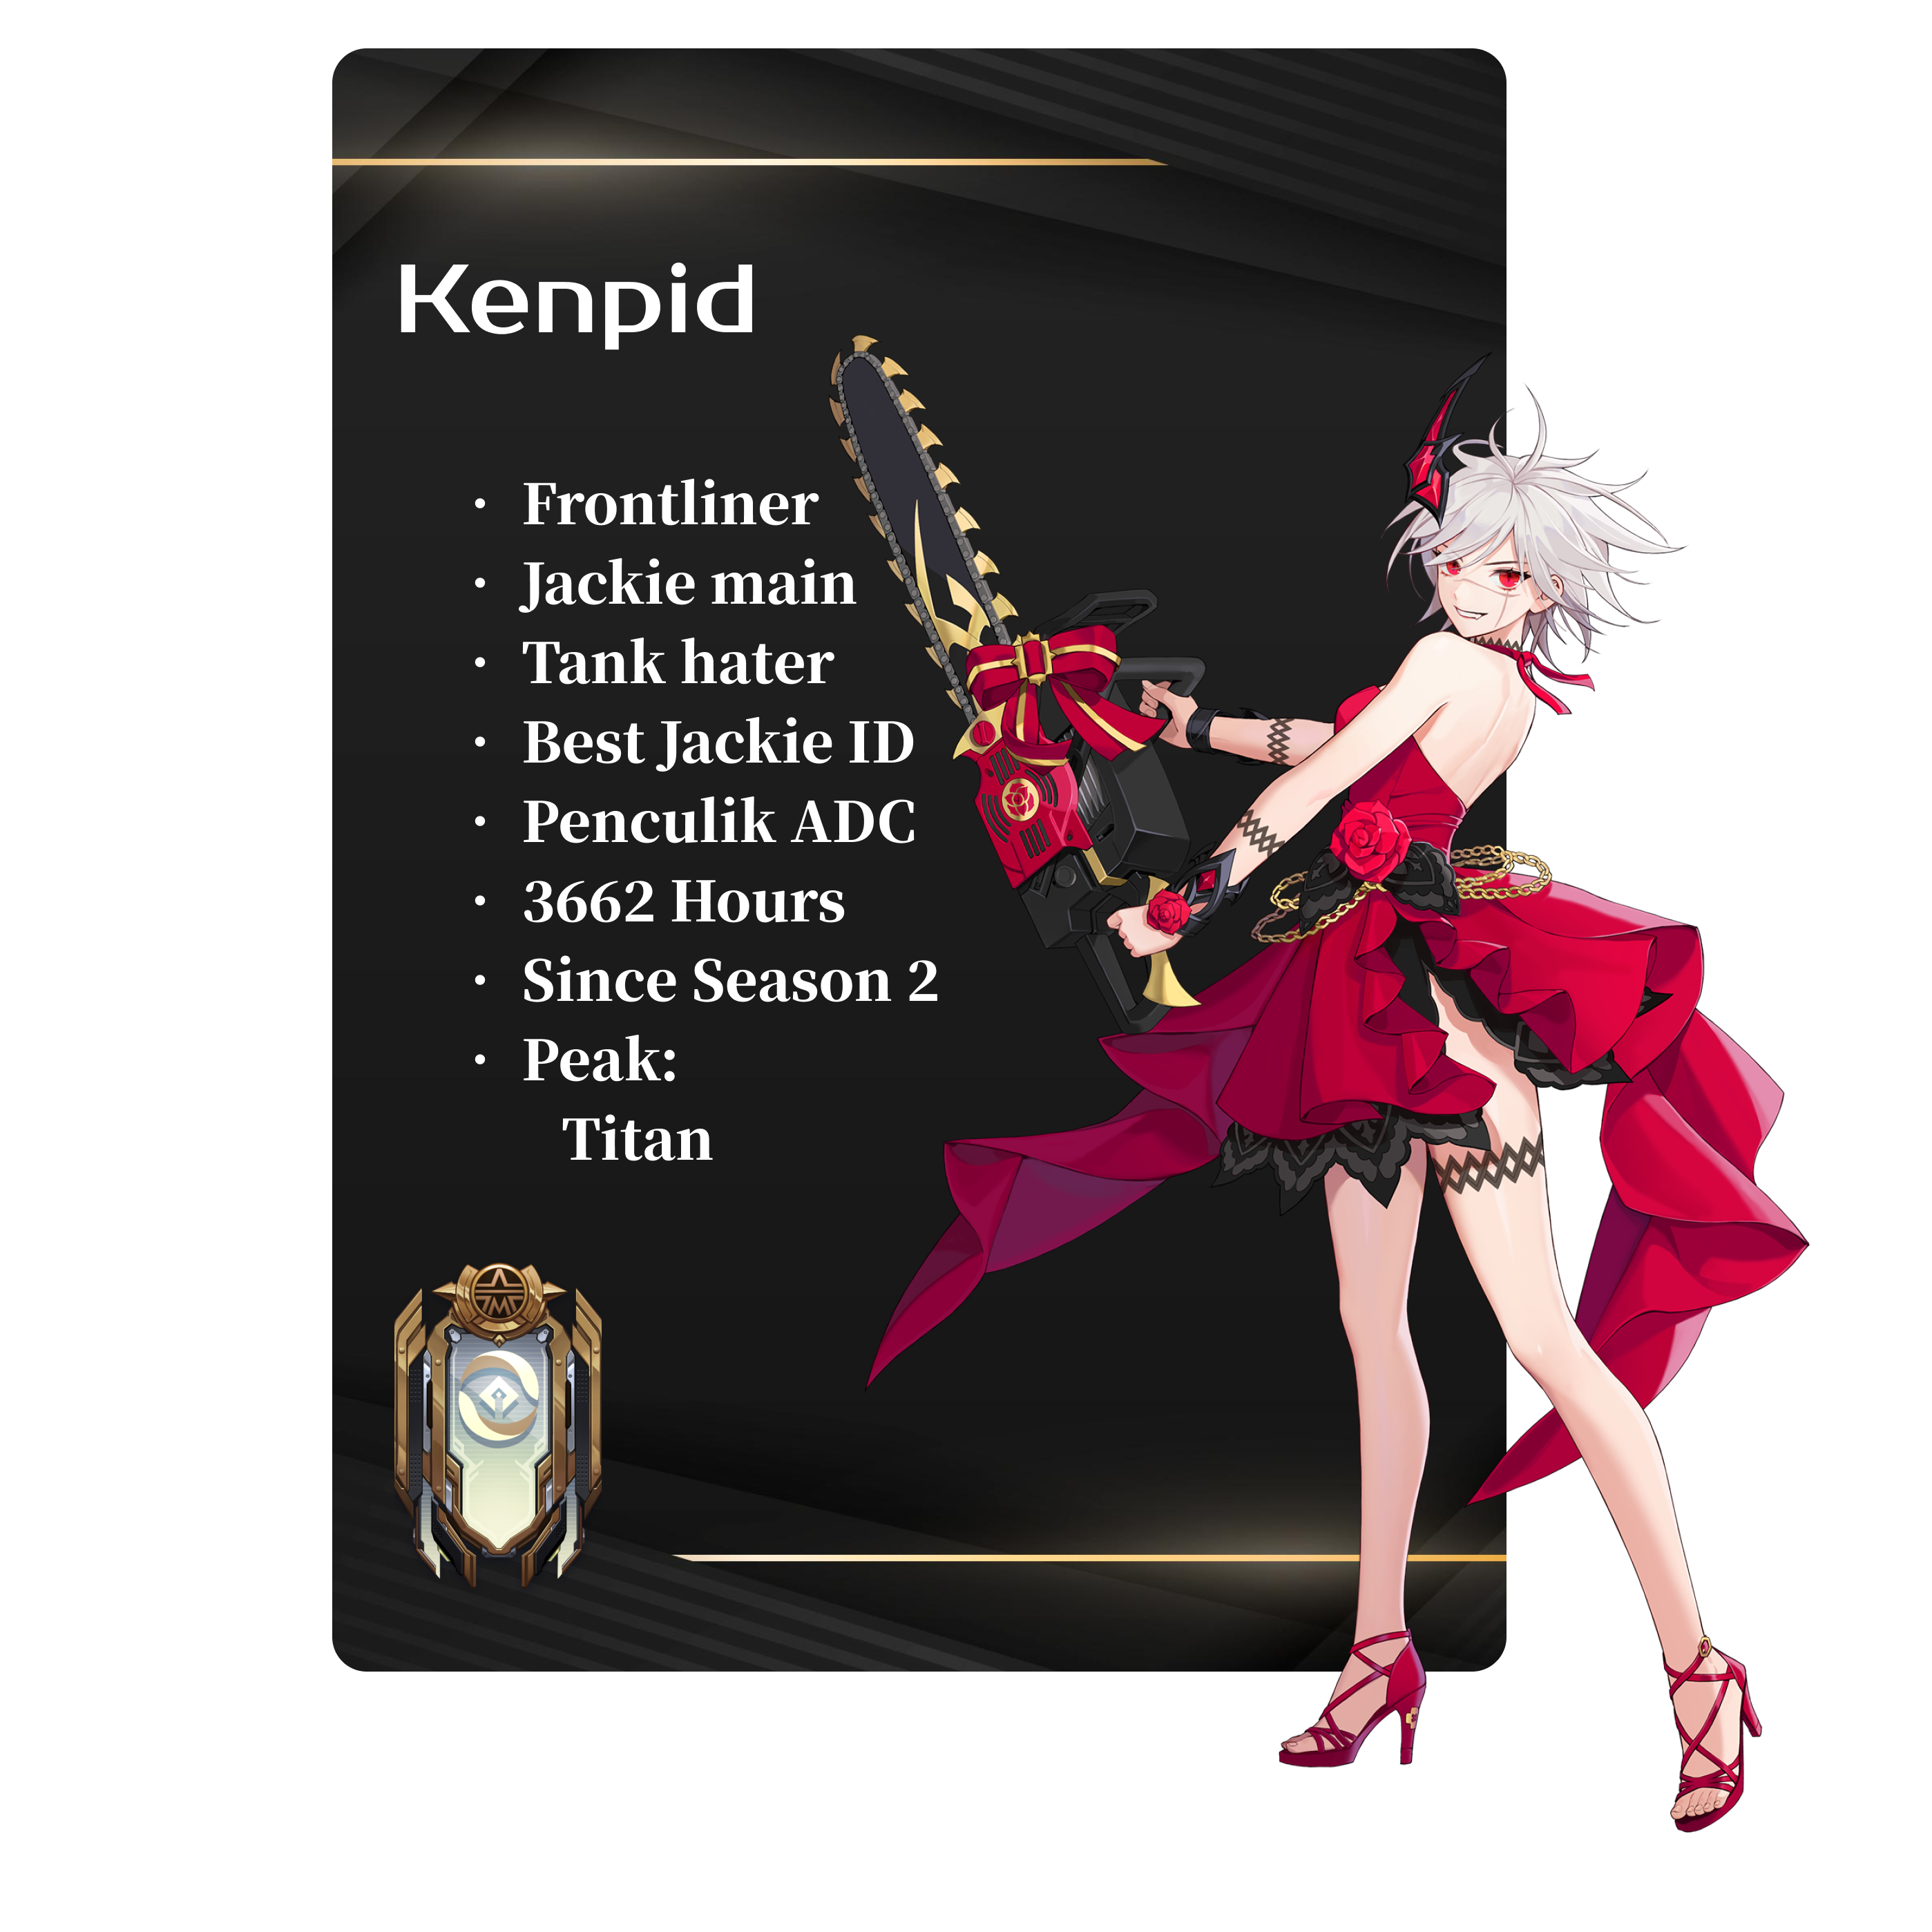 Kenpid
· Frontliner
· Jackie main
· Tank hater
· Best Jackie ID
· Penculik ADC
· 3662 Hours
· Since Season 2
· Peak:
Titan